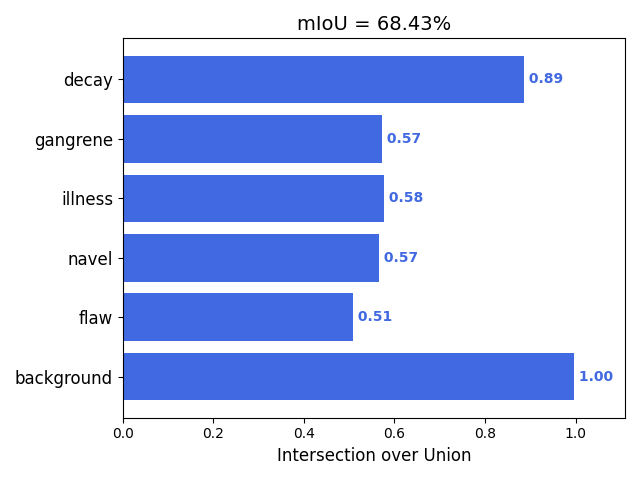 mIoU = 68.43%
decay
0.89
gangrene
0.57
illness
0.58
navel
0.57
flaw
0.51
background
1.00
0.0 0.2 0.4 0.6 0.8 1.0
Intersection over Union